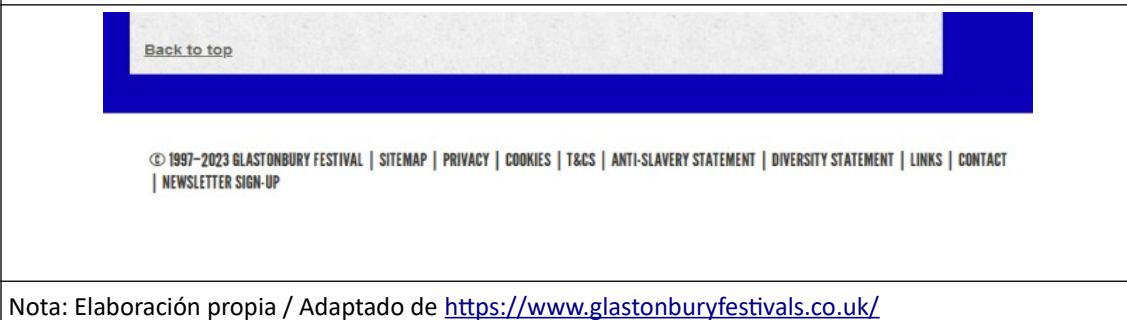 Back to top
© 1997–2023 GLASTONBURY FESTIVAL | SITEMAP | PRIVACY | COOKIES | T&CS | ANTI-SLAVERY STATEMENT | DIVERSITY STATEMENT | LINKS | CONTACT
| NEWSLETTER SIGN-UP
Nota: Elaboración propia / Adaptado de https://www.glastonburyfestivals.co.uk/